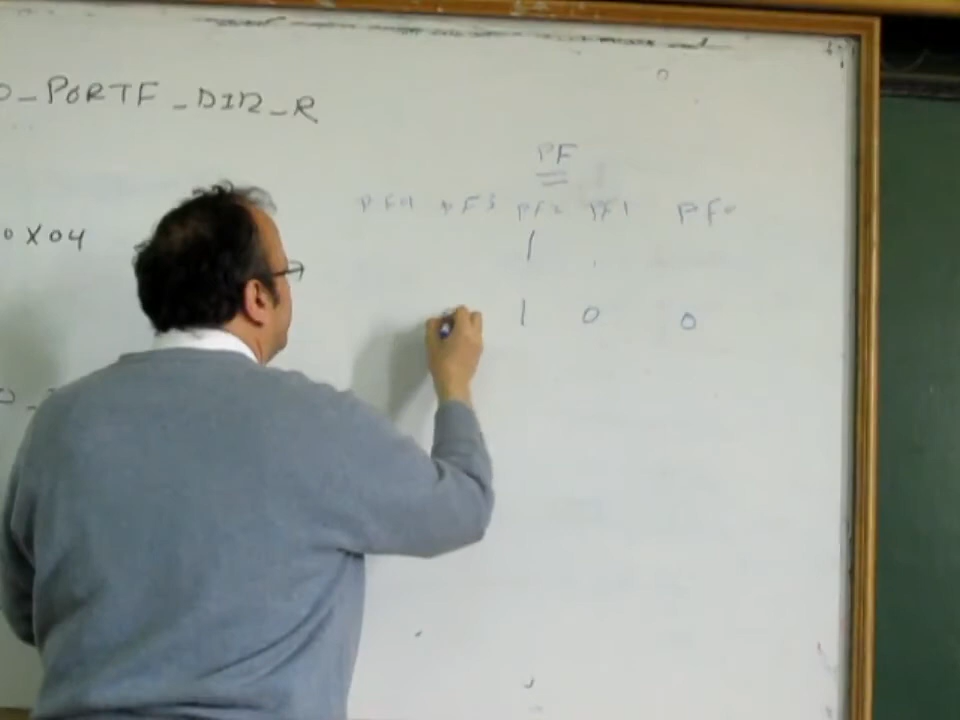 O_PORTF_DIR_R
PF
PF4 PF3 PF2 PF1 PF0
1
0X04
1 0 0